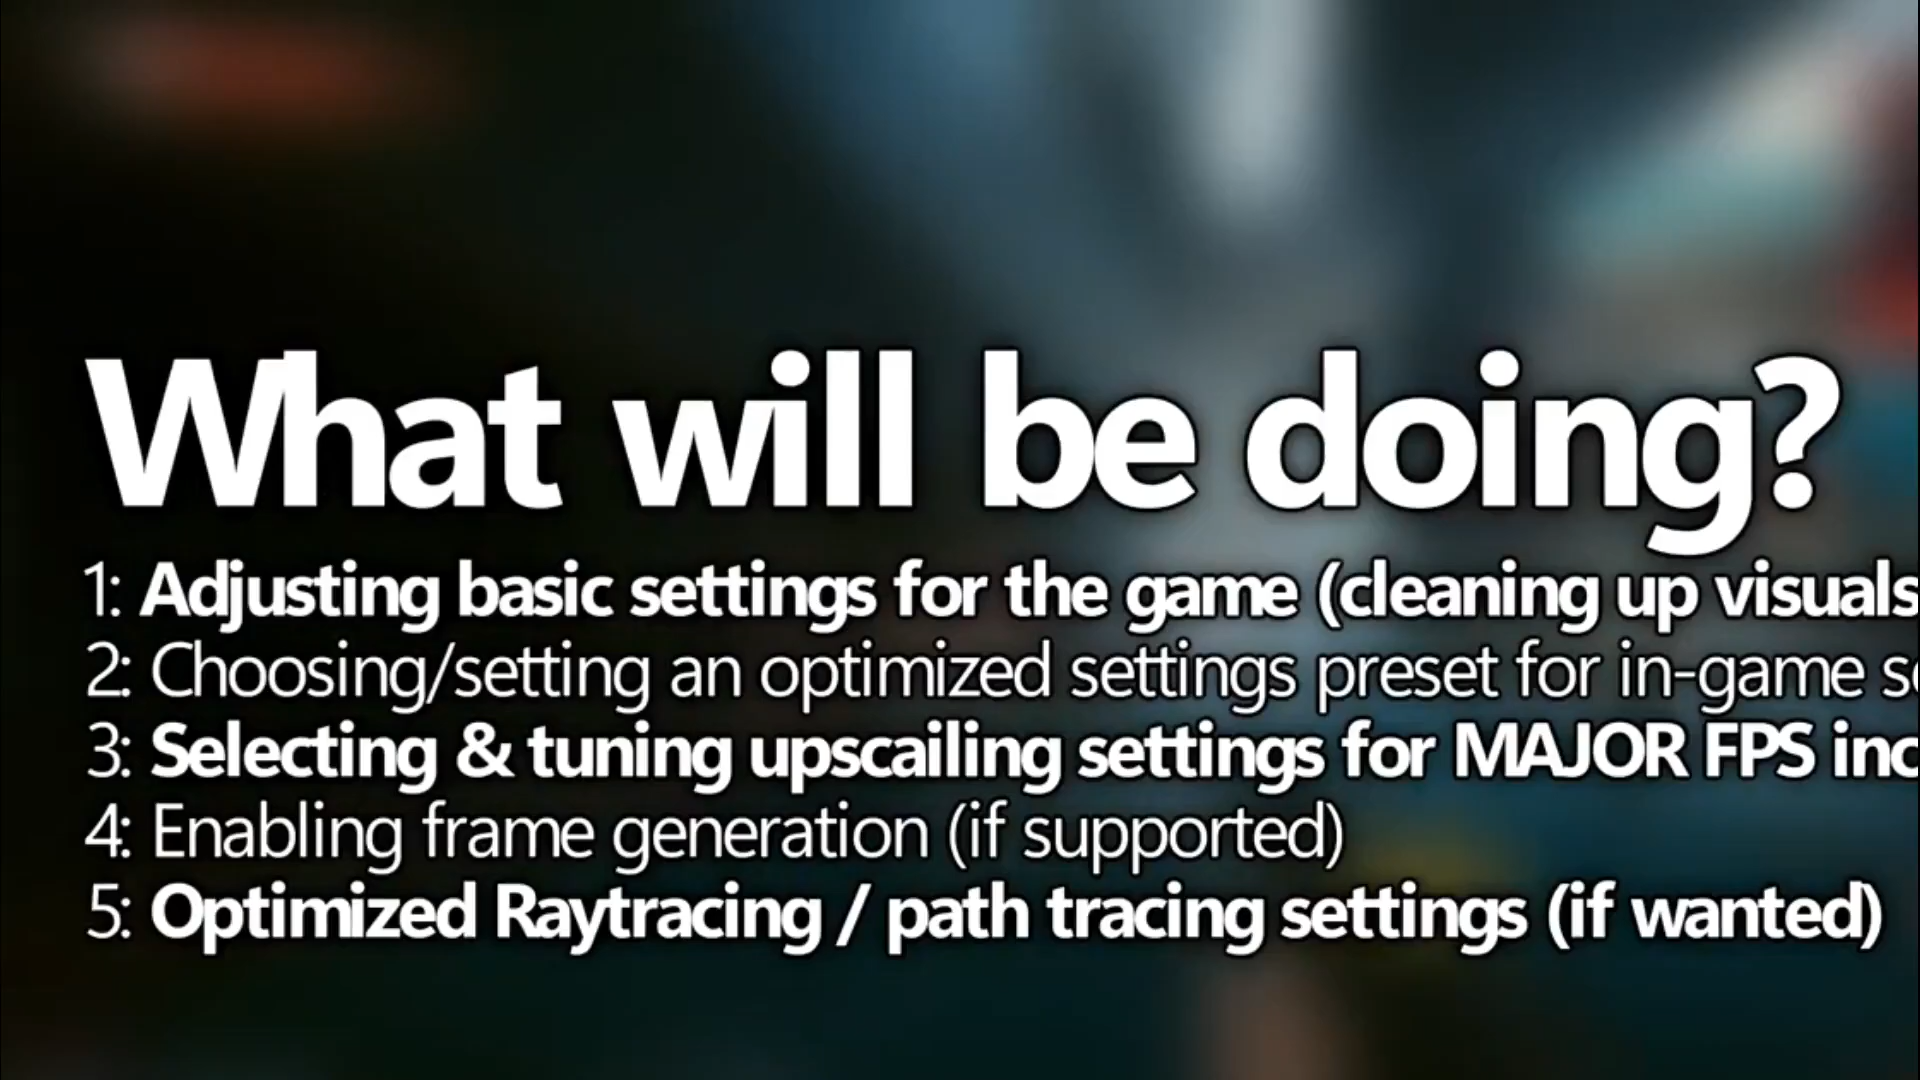 What will be doing?
1: Adjusting basic settings for the game (cleaning up visuals
2: Choosing/setting an optimized settings preset for in-game
3: Selecting & tuning upscailing settings for MAJOR FPS
4: Enabling frame generation (if supported)
5: Optimized Raytracing / path tracing settings (if wanted)